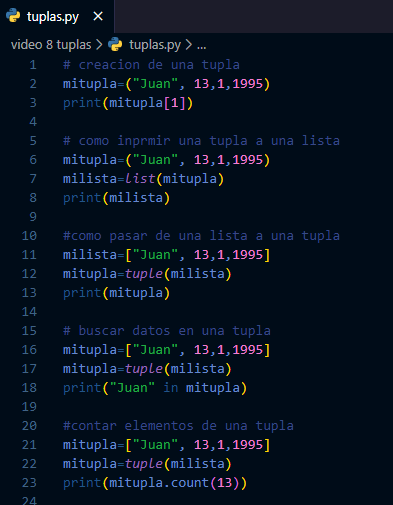 tuplas.py
video 8 tuplas > tuplas.py > ...
1 # creacion de una tupla
2 mitupla=("Juan", 13,1,1995)
3 print(mitupla[1])
4
5 # como inprmir una tupla a una lista
6 mitupla=("Juan", 13,1,1995)
7 milista=list(mitupla)
8 print(milista)
9
10 #como pasar de una lista a una tupla
11 milista=["Juan", 13,1,1995]
12 mitupla=tuple(milista)
13 print(mitupla)
14
15 # buscar datos en una tupla
16 mitupla=["Juan", 13,1,1995]
17 mitupla=tuple(milista)
18 print("Juan" in mitupla)
19
20 #contar elementos de una tupla
21 mitupla=["Juan", 13,1,1995]
22 mitupla=tuple(milista)
23 print(mitupla.count(13))
24